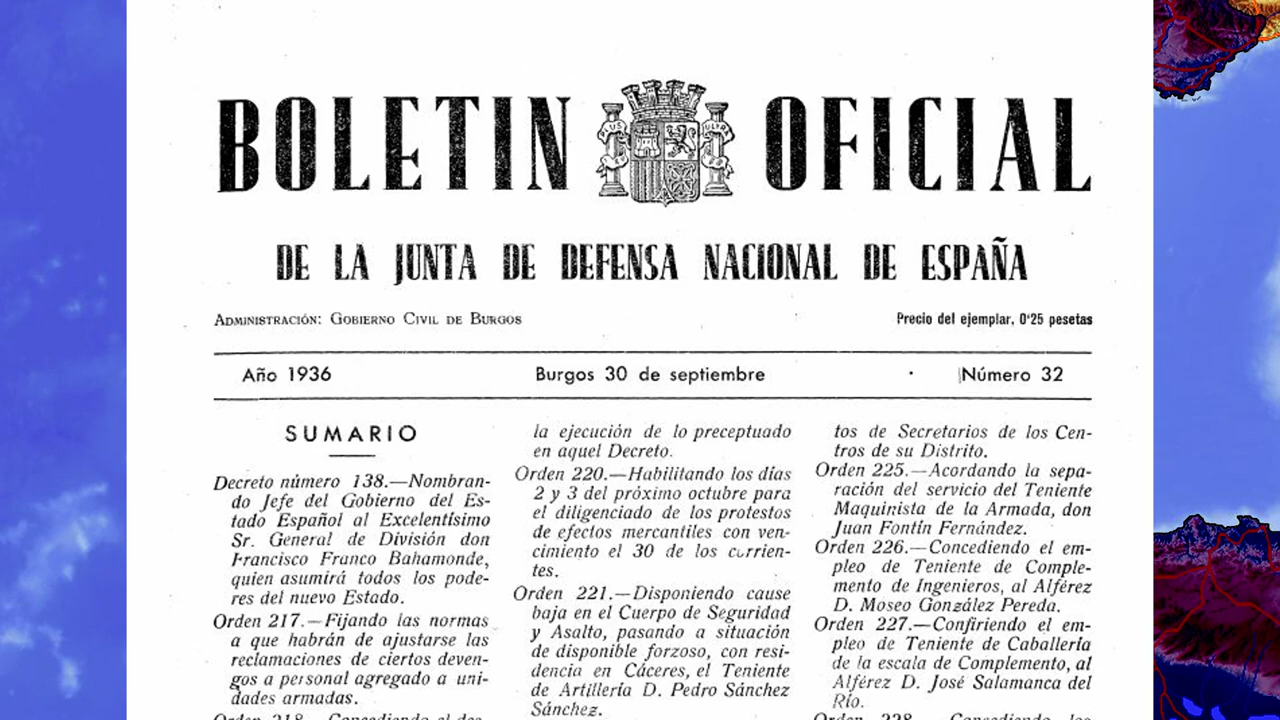 BOLETIN OFICIAL
PLUS ULTRA
DE LA JUNTA DE DEFENSA NACIONAL DE ESPAÑA
ADMINISTRACIÓN: GOBIERNO CIVIL DE BURGOS
Precio del ejemplar, 0'25 pesetas
Año 1936
Burgos 30 de septiembre
Número 32
SUMARIO
Decreto número 138.—Nombran-
do Jefe del Gobierno del Es-
tado Español al Excelentísimo
Sr. General de División don
Francisco Franco Bahamonde,
quien asumirá todos los pode-
res del nuevo Estado.
Orden 217.—Fijando las normas
a que habrán de ajustarse las
reclamaciones de ciertos deven-
gos a personal agregado a uni-
dades armadas.
Orden 218.—Concediendo el des-
la ejecución de lo preceptuado
en aquel Decreto.
Orden 220.—Habilitando los días
2 y 3 del próximo octubre para
el diligenciado de los protestos
de efectos mercantiles con ven-
cimiento el 30 de los corrien-
tes.
Orden 221.—Disponiendo cause
baja en el Cuerpo de Seguridad
y Asalto, pasando a situación
de disponible forzoso, con resi-
dencia en Cáceres, el Teniente
de Artillería D. Pedro Sánchez
Sánchez.
tos de Secretarios de los Cen-
tros de su Distrito.
Orden 225.—Acordando la sepa-
ración del servicio del Teniente
Maquinista de la Armada, don
Juan Fontín Fernández.
Orden 226.—Concediendo el em-
pleo de Teniente de Comple-
mento de Ingenieros, al Alférez
D. Moseo González Pereda.
Orden 227.—Confiriendo el em-
pleo de Teniente de Caballería
de la escala de Complemento, al
Alférez D. José Salamanca del
Río.
Orden 228.—Concediendo los